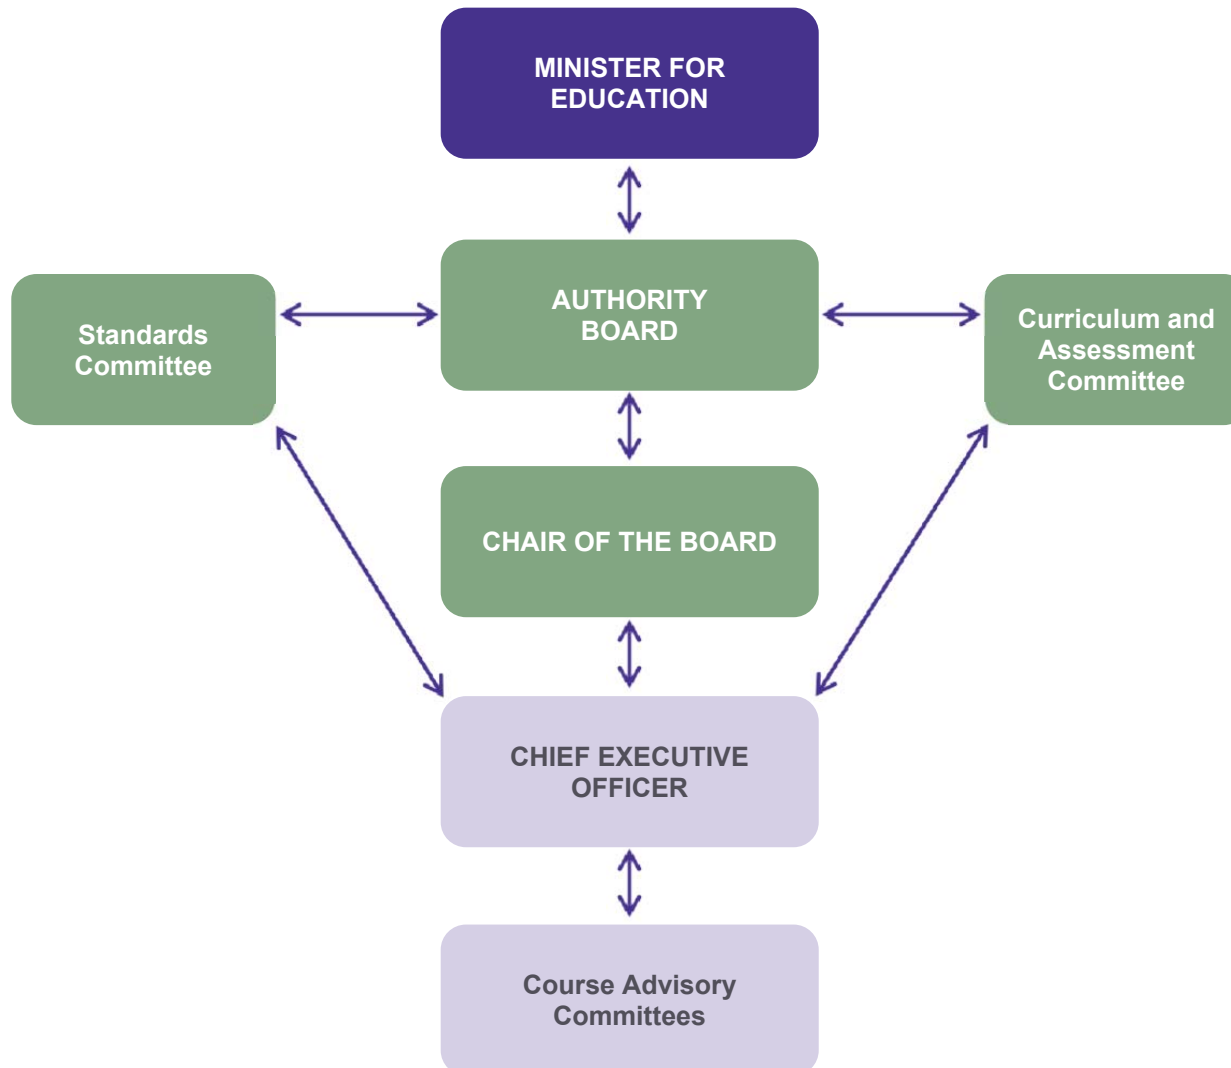 MINISTER FOR
EDUCATION
AUTHORITY
BOARD
Standards
Committee
Curriculum and
Assessment
Committee
CHAIR OF THE BOARD
CHIEF EXECUTIVE
OFFICER
Course Advisory
Committees